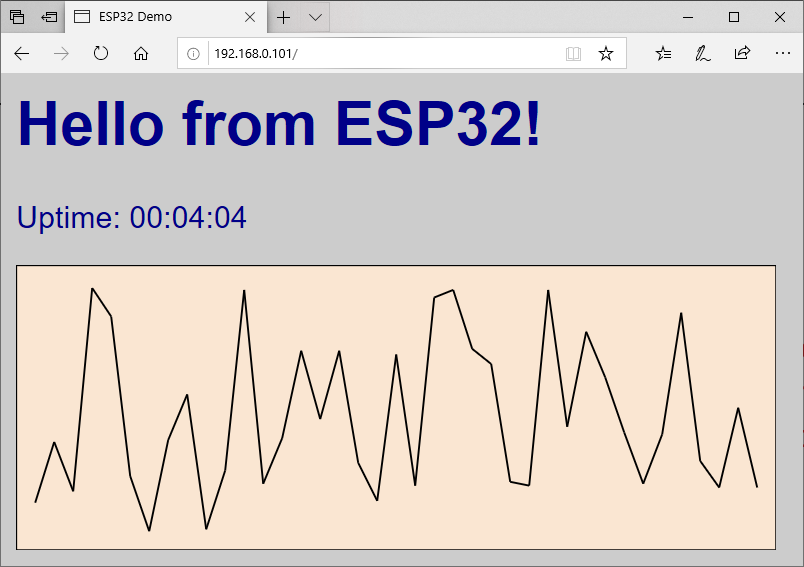 ESP32 Demo
192.168.0.101/
Hello from ESP32!
Uptime: 00:04:04